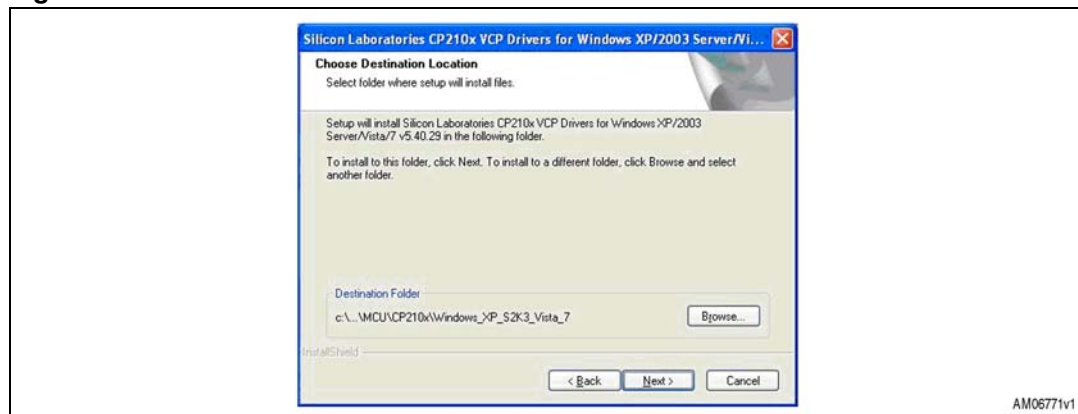 Silicon Laboratories CP210x VCP Drivers for Windows XP/2003 Server/Vi...
Choose Destination Location
Select folder where setup will install files.
Setup will install Silicon Laboratories CP210x VCP Drivers for Windows XP/2003
Server/Vista/7 v5.40.29 in the following folder.
To install to this folder, click Next. To install to a different folder, click Browse and select
another folder.
Destination Folder
c:\...\MCU\CP210x\Windows_XP_S2K3_Vista_7
Browse...
InstallShield
< Back
Next >
Cancel
AM06771v1